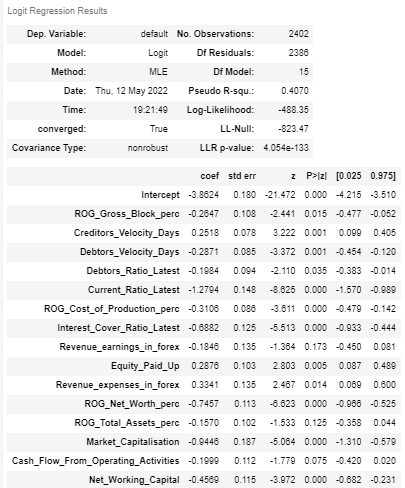 Logit Regression Results
Dep. Variable: default No. Observations: 2402
Model: Logit Df Residuals: 2386
Method: MLE Df Model: 15
Date: Thu, 12 May 2022 Pseudo R-squ.: 0.4070
Time: 19:21:49 Log-Likelihood: -488.35
converged: True LL-Null: -823.47
Covariance Type: nonrobust LLR p-value: 4.054e-133
coef std err z P>|z| [0.025 0.975]
Intercept -3.8624 0.180 -21.472 0.000 -4.215 -3.510
ROG_Gross_Block_perc -0.2647 0.108 -2.441 0.015 -0.477 -0.052
Creditors_Velocity_Days 0.2518 0.078 3.222 0.001 0.099 0.405
Debtors_Velocity_Days -0.2871 0.085 -3.372 0.001 -0.454 -0.120
Debtors_Ratio_Latest -0.1984 0.094 -2.110 0.035 -0.383 -0.014
Current_Ratio_Latest -1.2794 0.148 -8.625 0.000 -1.570 -0.989
ROG_Cost_of_Production_perc -0.3106 0.086 -3.611 0.000 -0.479 -0.142
Interest_Cover_Ratio_Latest -0.6882 0.125 -5.513 0.000 -0.933 -0.444
Revenue_earnings_in_forex -0.1846 0.135 -1.364 0.173 -0.450 0.081
Equity_Paid_Up 0.2876 0.103 2.803 0.005 0.087 0.489
Revenue_expenses_in_forex 0.3341 0.135 2.467 0.014 0.069 0.600
ROG_Net_Worth_perc -0.7457 0.113 -6.623 0.000 -0.966 -0.525
ROG_Total_Assets_perc -0.1570 0.102 -1.533 0.125 -0.358 0.044
Market_Capitalisation -0.9446 0.187 -5.064 0.000 -1.310 -0.579
Cash_Flow_From_Operating_Activities -0.1999 0.112 -1.779 0.075 -0.420 0.020
Net_Working_Capital -0.4569 0.115 -3.972 0.000 -0.682 -0.231